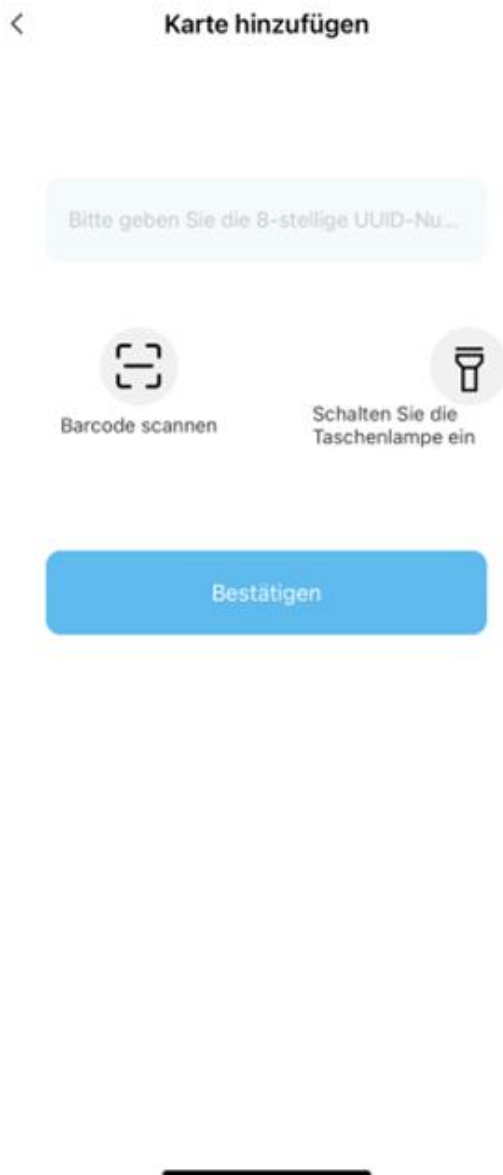 Karte hinzufügen
Bitte geben Sie die 8-stellige UUID-Nu...
Barcode scannen
Schalten Sie die
Taschenlampe ein
Bestätigen